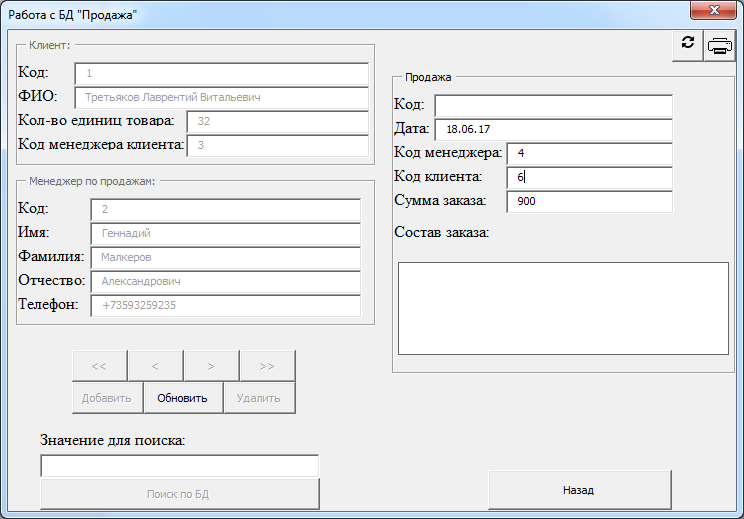 Работа с БД "Продажа"
Клиент:
Код: 1
ФИО: Третьяков Лаврентий Витальевич
Кол-во единиц товара: 32
Код менеджера клиента: 3
Менеджер по продажам:
Код: 2
Имя: Геннадий
Фамилия: Малкеров
Отчество: Александрович
Телефон: +73593259235
<< < > >>
Добавить Обновить Удалить
Значение для поиска:
Поиск по БД
Продажа
Код:
Дата: 18.06.17
Код менеджера: 4
Код клиента: 6
Сумма заказа: 900
Состав заказа:
Назад